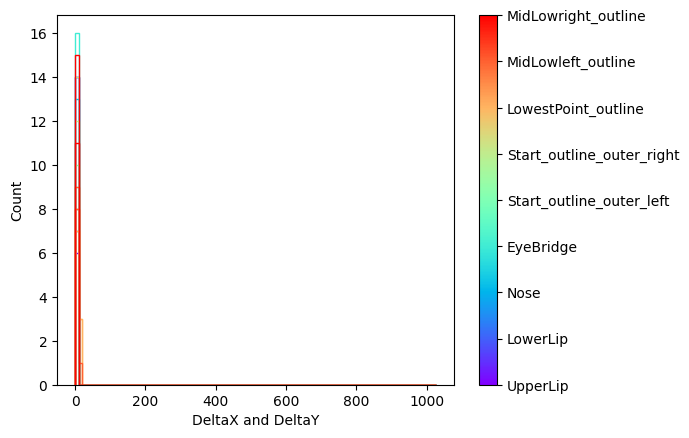 16
14
12
10
8
6
4
2
0
Count
0
200
400
600
800
1000
DeltaX and DeltaY
MidLowright_outline
MidLowleft_outline
LowestPoint_outline
Start_outline_outer_right
Start_outline_outer_left
EyeBridge
Nose
LowerLip
UpperLip